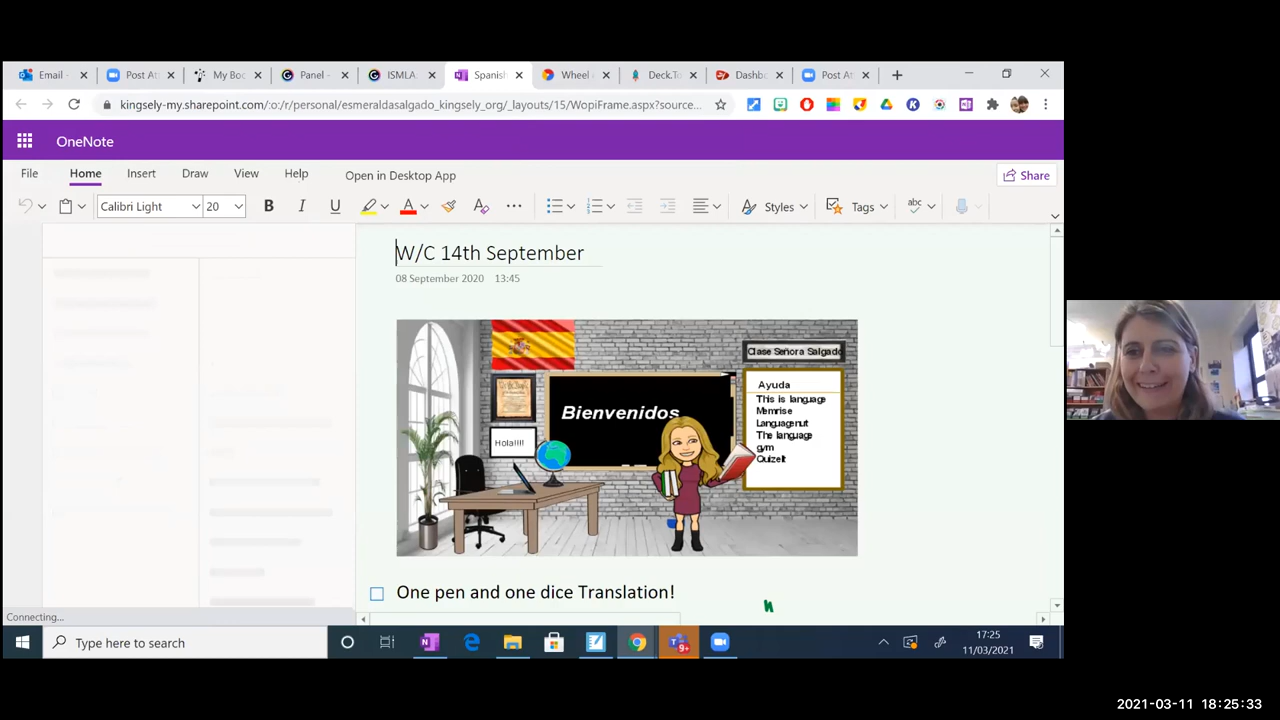 Email
Post At
My Boo
Panel -
ISMLA.
Spanish
Wheel
Deck.To
Dashbo
Post At
kingsely-my.sharepoint.com/:o:/r/personal/esmeraldasalgado_kingsely_org/_layouts/15/WopiFrame.aspx?source...
OneNote
File
Home
Insert
Draw
View
Help
Open in Desktop App
Share
Calibri Light
20
B
I
U
A
Styles
Tags
abc
W/C 14th September
08 September 2020 13:45
Clase Señora Salgado
Bienvenidos
Hola!!!!
Ayuda
This is language
Memrise
Languagenut
The language
gym
Quizelt
One pen and one dice Translation!
Connecting...
Type here to search
9+
17:25
11/03/2021
2021-03-11 18:25:33